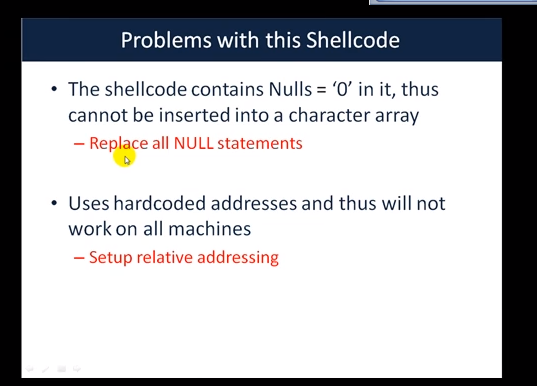 Problems with this Shellcode
• The shellcode contains Nulls = ‘0’ in it, thus
cannot be inserted into a character array
– Replace all NULL statements
• Uses hardcoded addresses and thus will not
work on all machines
– Setup relative addressing